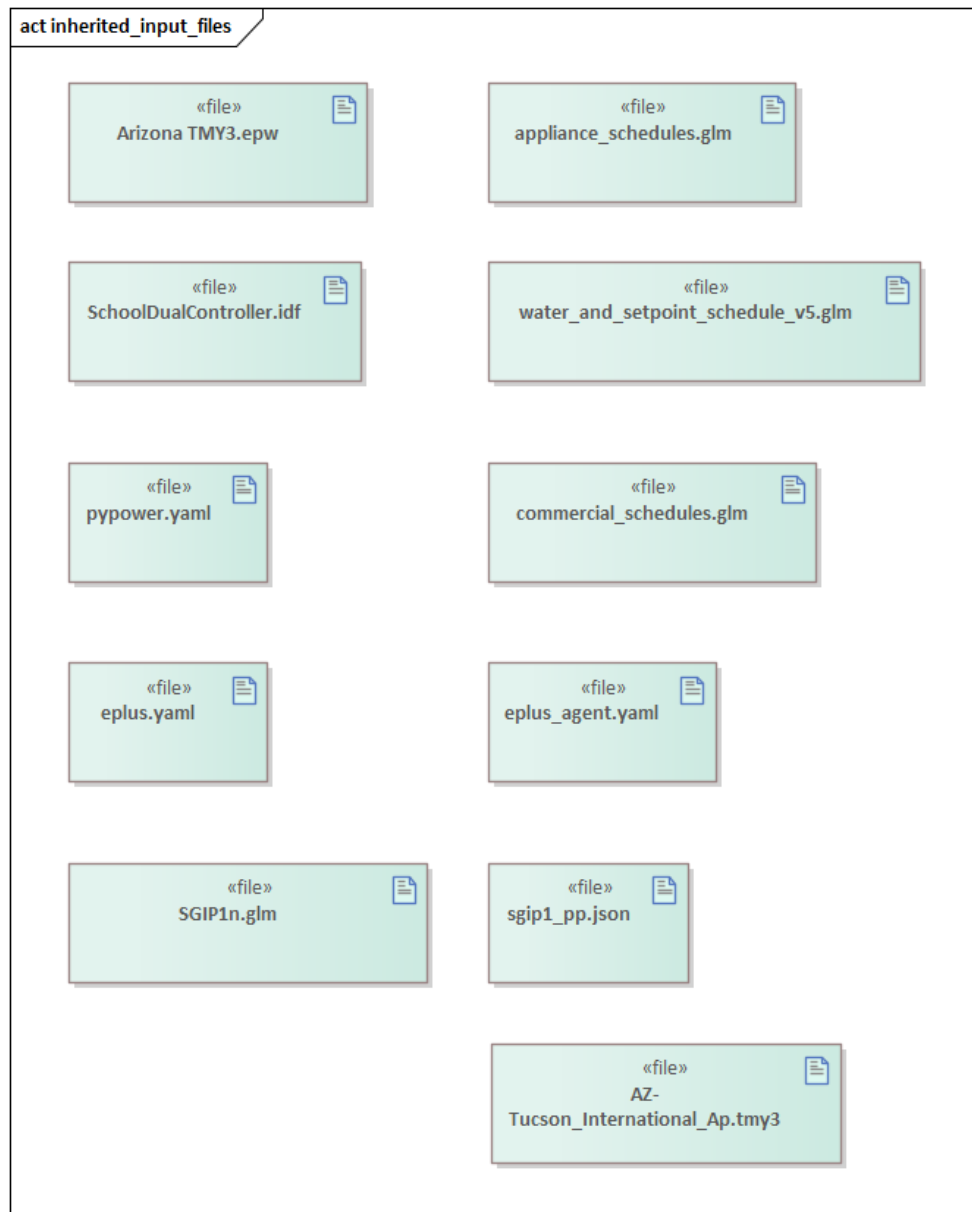 act inherited_input_files
«file»
Arizona TMY3.epw
«file»
appliance_schedules.glm
«file»
SchoolDualController.idf
«file»
water_and_setpoint_schedule_v5.glm
«file»
pypower.yaml
«file»
commercial_schedules.glm
«file»
eplus.yaml
«file»
eplus_agent.yaml
«file»
SGIP1n.glm
«file»
sgip1_pp.json
«file»
AZ-
Tucson_International_Ap.tmy3